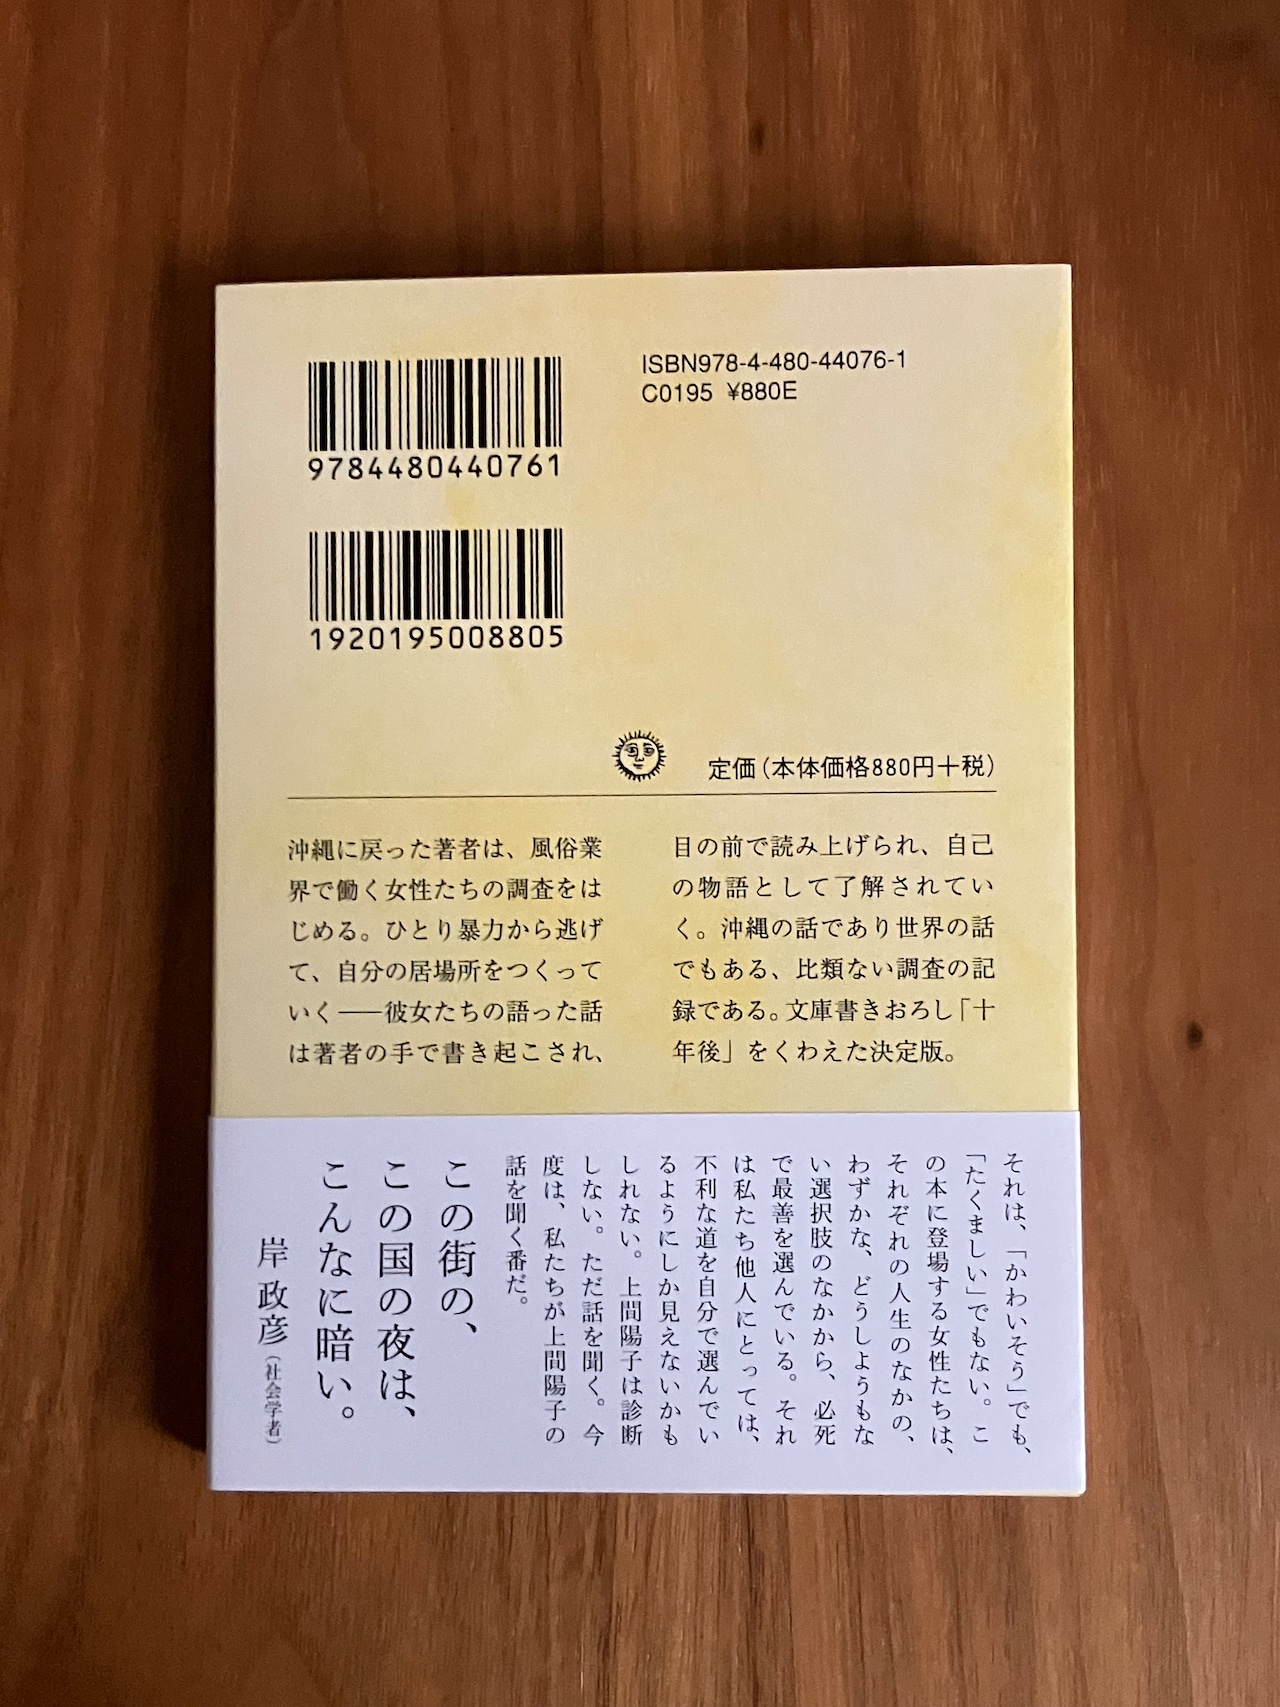 9784480440761
1920195008805
ISBN978-4-480-44076-1
C0195 ¥880E
定価(本体価格880円+税)
沖縄に戻った著者は、風俗業
界で働く女性たちの調査をは
じめる。ひとり暴力から逃げ
て、自分の居場所をつくって
いく──彼女たちの語った話
は著者の手で書き起こされ、
目の前で読み上げられ、自己
の物語として了解されてい
く。沖縄の話であり世界の話
でもある、比類ない調査の記
録である。文庫書きおろし「十
年後」をくわえた決定版。
それは、「かわいそう」でも、
「たくましい」でもない。こ
の本に登場する女性たちは、
それぞれの人生のなかの、
わずかな、どうしようもな
い選択肢のなかから、必死
で最善を選んでいる。それ
は私たち他人にとっては、
不利な道を自分で選んでい
るようにしか見えないかも
しれない。上間陽子は診断
しない。ただ話を聞く。今
度は、私たちが上間陽子の
話を聞く番だ。
この街の、
この国の夜は、
こんなに暗い。
岸 政彦(社会学者)